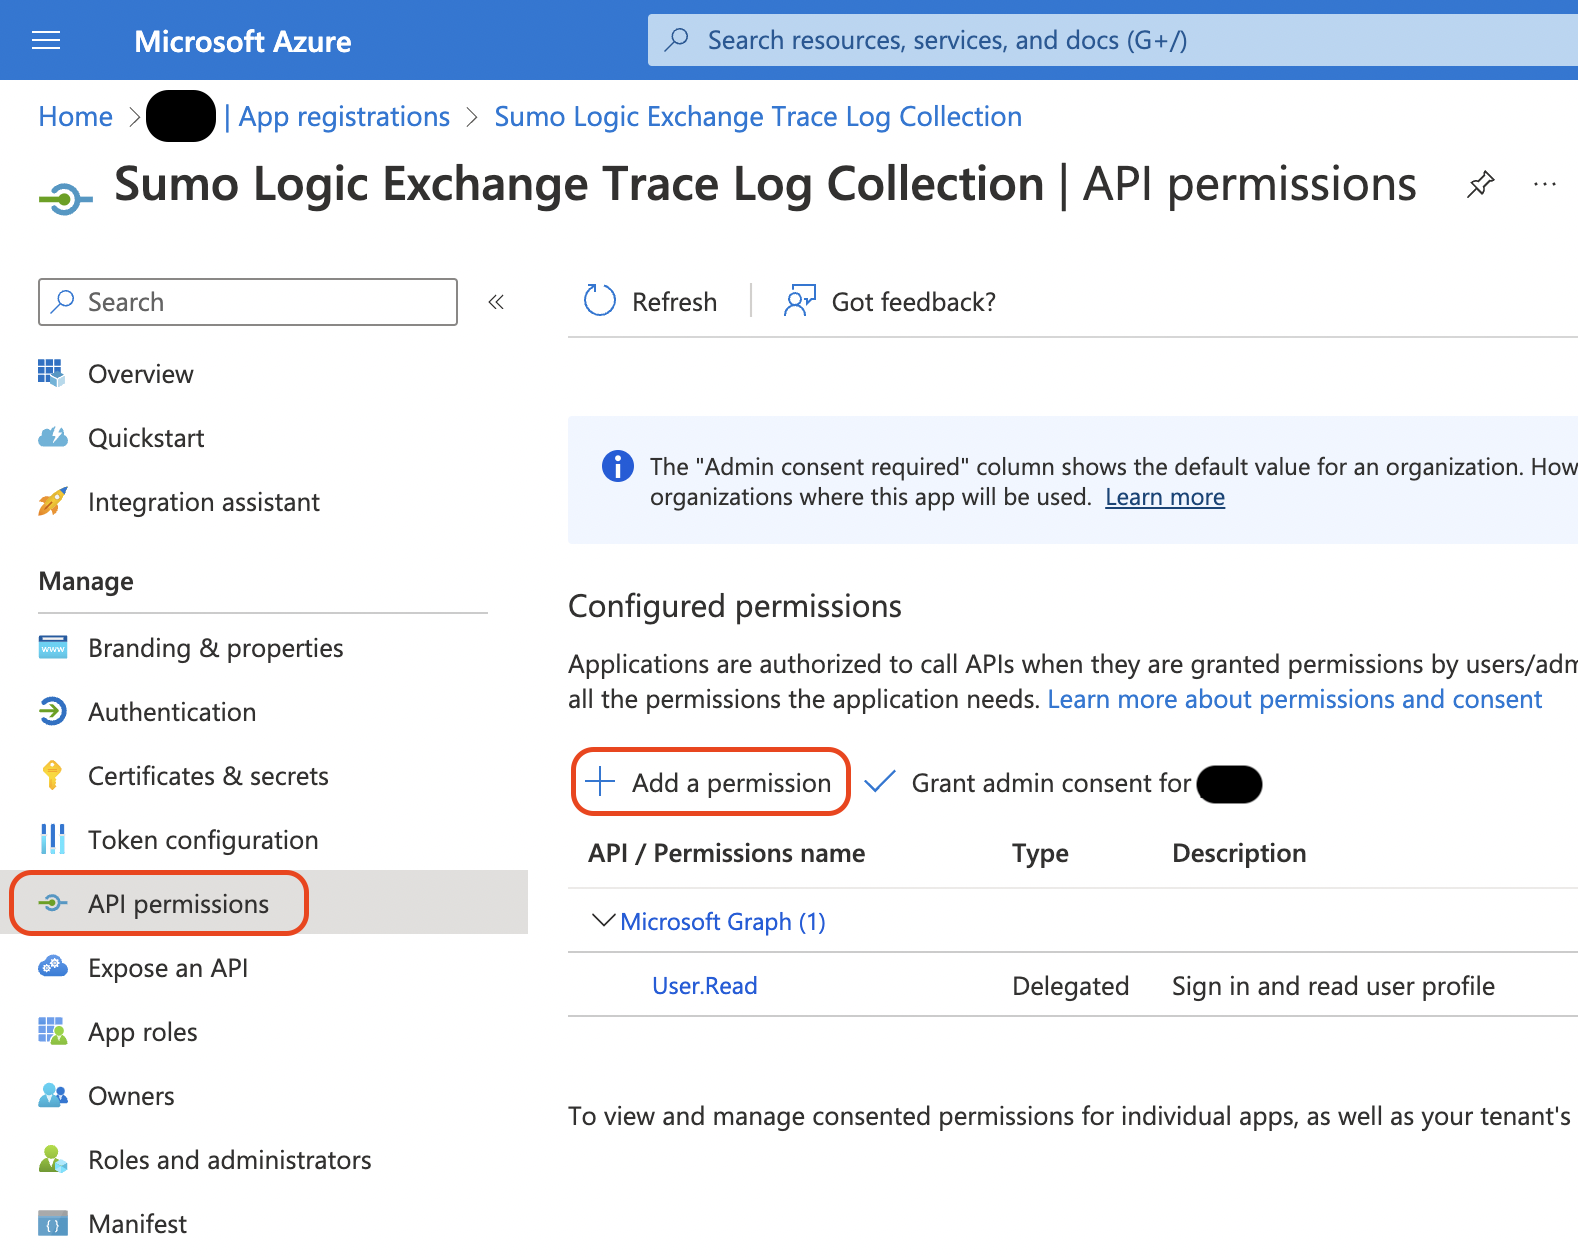 Microsoft Azure
Search resources, services, and docs (G+/)
Home > | App registrations > Sumo Logic Exchange Trace Log Collection
Sumo Logic Exchange Trace Log Collection | API permissions
Search
Refresh
Got feedback?
Overview
Quickstart
Integration assistant
The "Admin consent required" column shows the default value for an organization. How
organizations where this app will be used. Learn more
Manage
Branding & properties
Authentication
Certificates & secrets
Token configuration
API permissions
Expose an API
App roles
Owners
Roles and administrators
Manifest
Configured permissions
Applications are authorized to call APIs when they are granted permissions by users/adm
all the permissions the application needs. Learn more about permissions and consent
Add a permission
Grant admin consent for
API / Permissions name Type Description
Microsoft Graph (1)
User.Read Delegated Sign in and read user profile
To view and manage consented permissions for individual apps, as well as your tenant's